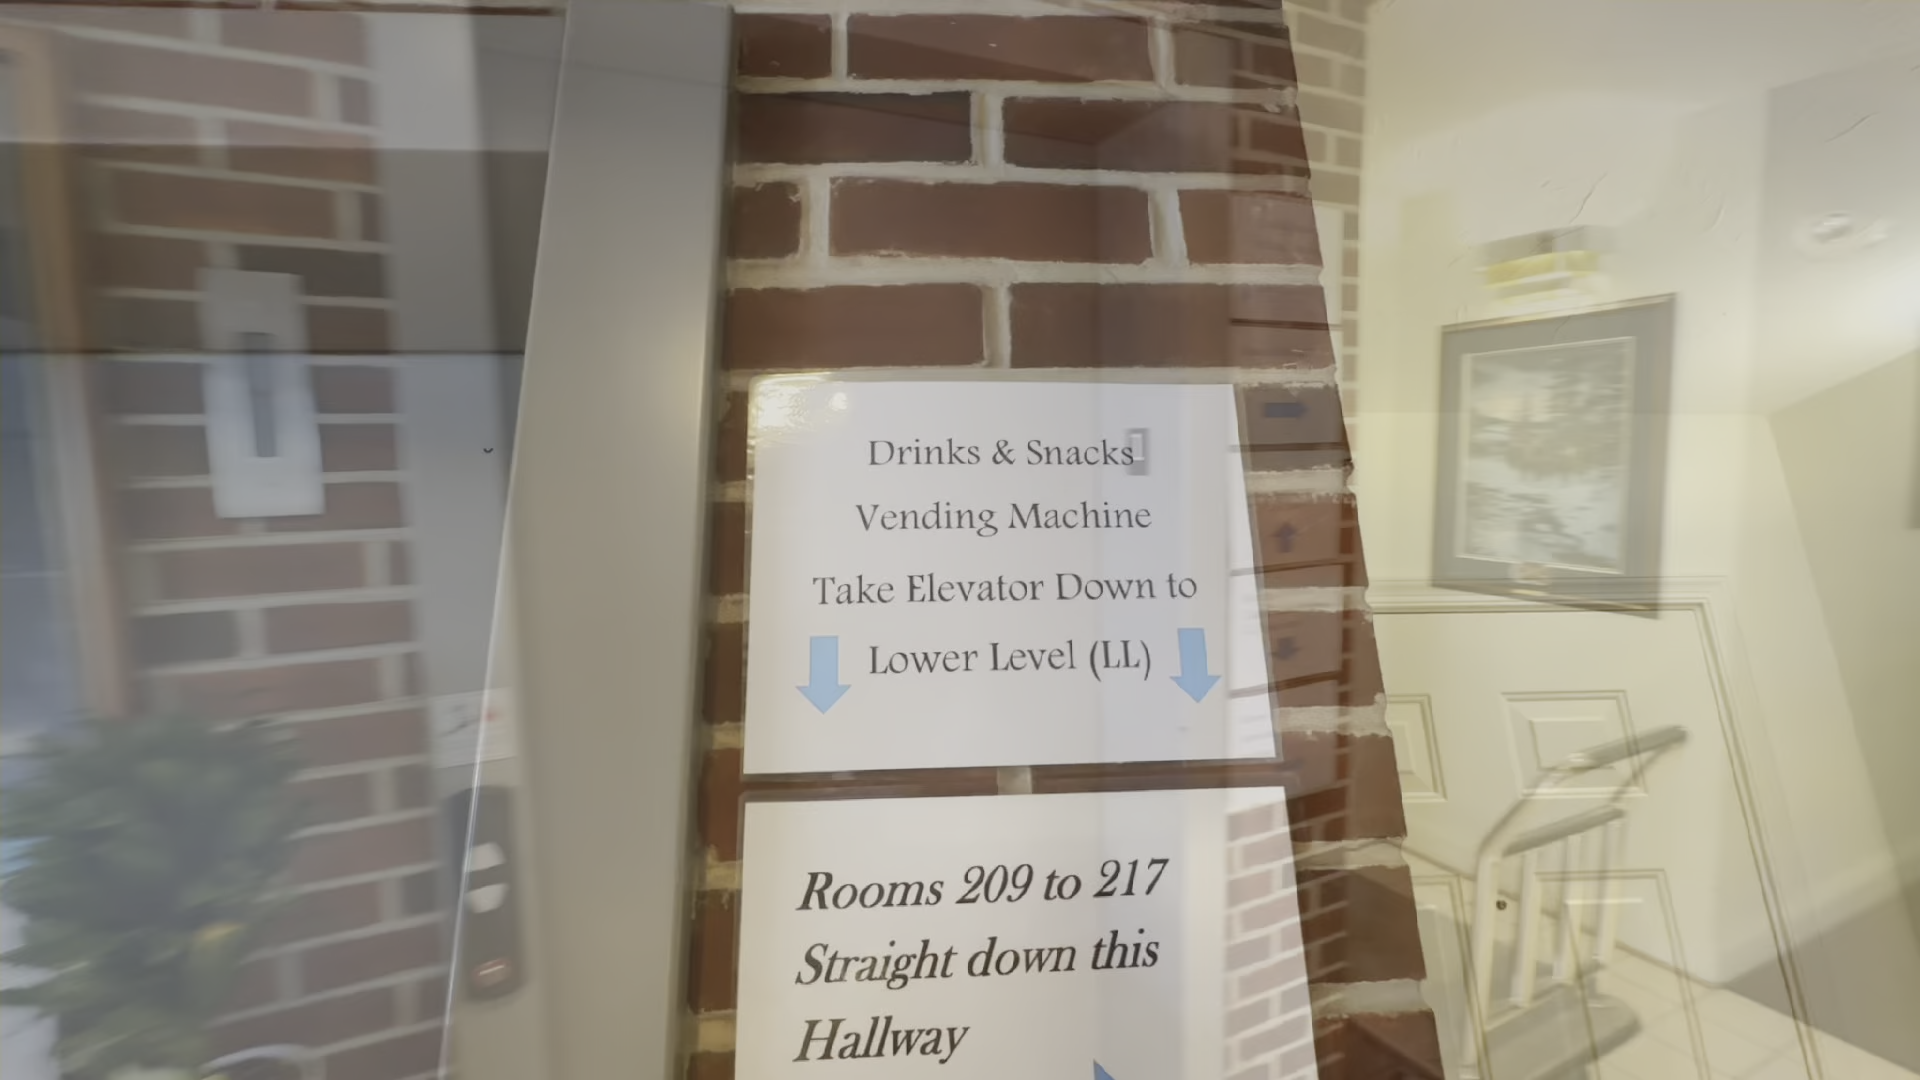 Drinks & Snacks
Vending Machine
Take Elevator Down to
Lower Level (LL)
Rooms 209 to 217
Straight down this
Hallway